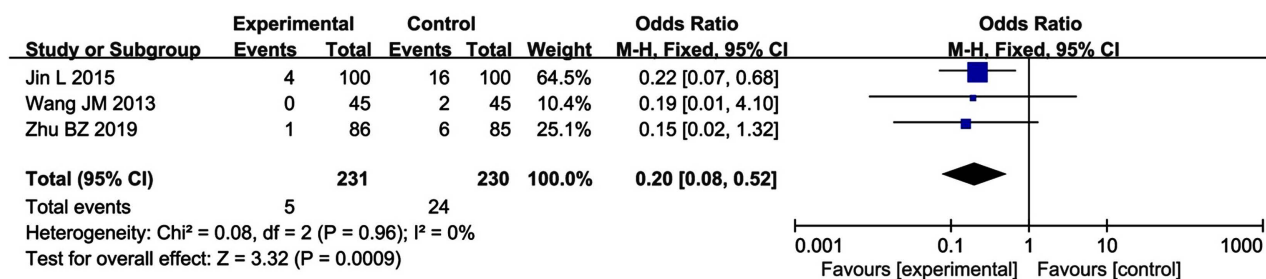 Experimental Control Odds Ratio Odds Ratio
Study or Subgroup Events Total Events Total Weight M-H, Fixed, 95% CI M-H, Fixed, 95% CI
Jin L 2015 4 100 16 100 64.5% 0.22 [0.07, 0.68]
Wang JM 2013 0 45 2 45 10.4% 0.19 [0.01, 4.10]
Zhu BZ 2019 1 86 6 85 25.1% 0.15 [0.02, 1.32]
Total (95% CI) 231 230 100.0% 0.20 [0.08, 0.52]
Total events 5 24
Heterogeneity: Chi² = 0.08, df = 2 (P = 0.96); I² = 0%
Test for overall effect: Z = 3.32 (P = 0.0009)
0.001 0.1 1 10 1000
Favours [experimental] Favours [control]